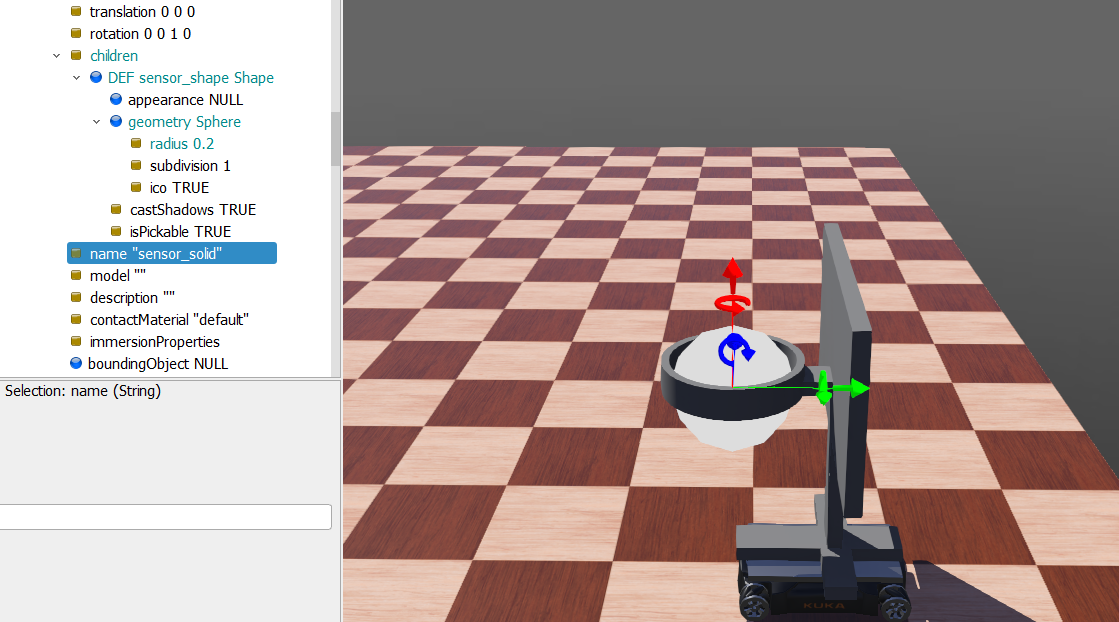 translation 0 0 0
rotation 0 0 1 0
children
DEF sensor_shape Shape
appearance NULL
geometry Sphere
radius 0.2
subdivision 1
ico TRUE
castShadows TRUE
isPickable TRUE
name "sensor_solid"
model ""
description ""
contactMaterial "default"
immersionProperties
boundingObject NULL
Selection: name (String)
KUKA